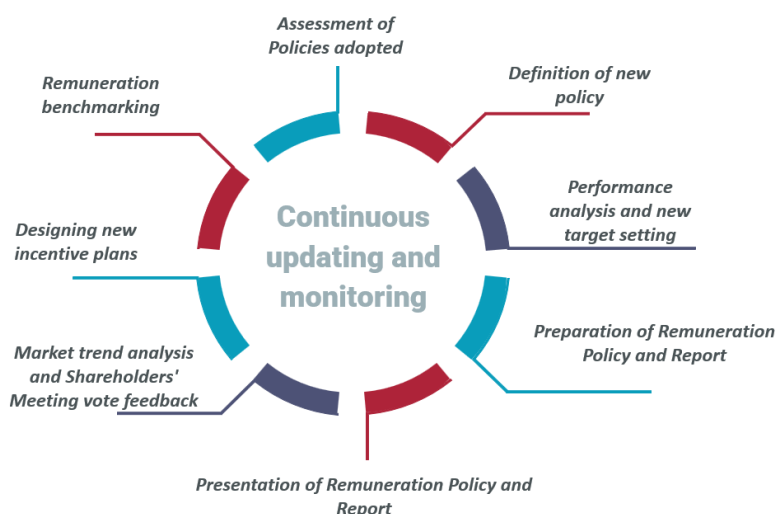 Assessment of
Policies adopted
Definition of new
policy
Performance
analysis and new
target setting
Preparation of Remuneration
Policy and Report
Presentation of Remuneration Policy and
Report
Market trend analysis
and Shareholders'
Meeting vote feedback
Designing new
incentive plans
Remuneration
benchmarking
Continuous
updating and
monitoring